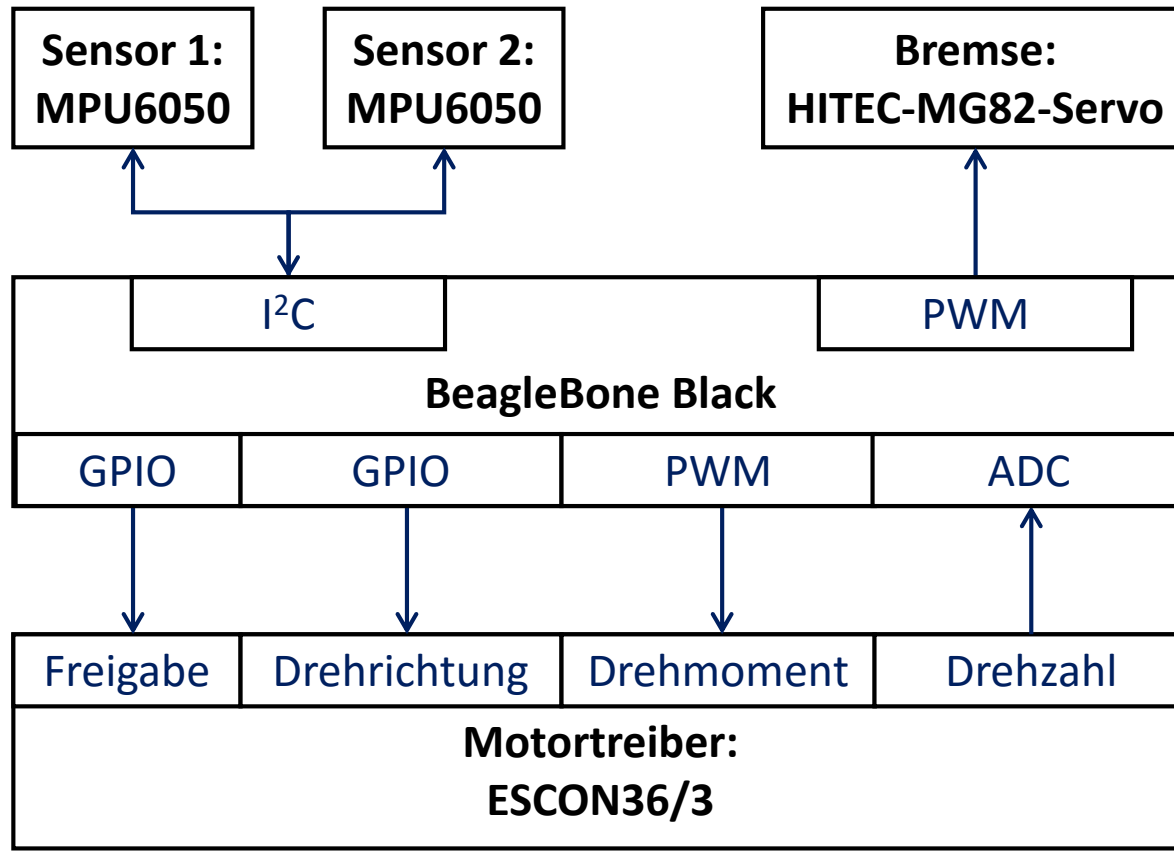 Sensor 1:
MPU6050
Sensor 2:
MPU6050
Bremse:
HITEC-MG82-Servo
I²C
PWM
BeagleBone Black
GPIO
GPIO
PWM
ADC
Freigabe
Drehrichtung
Drehmoment
Drehzahl
Motortreiber:
ESCON36/3